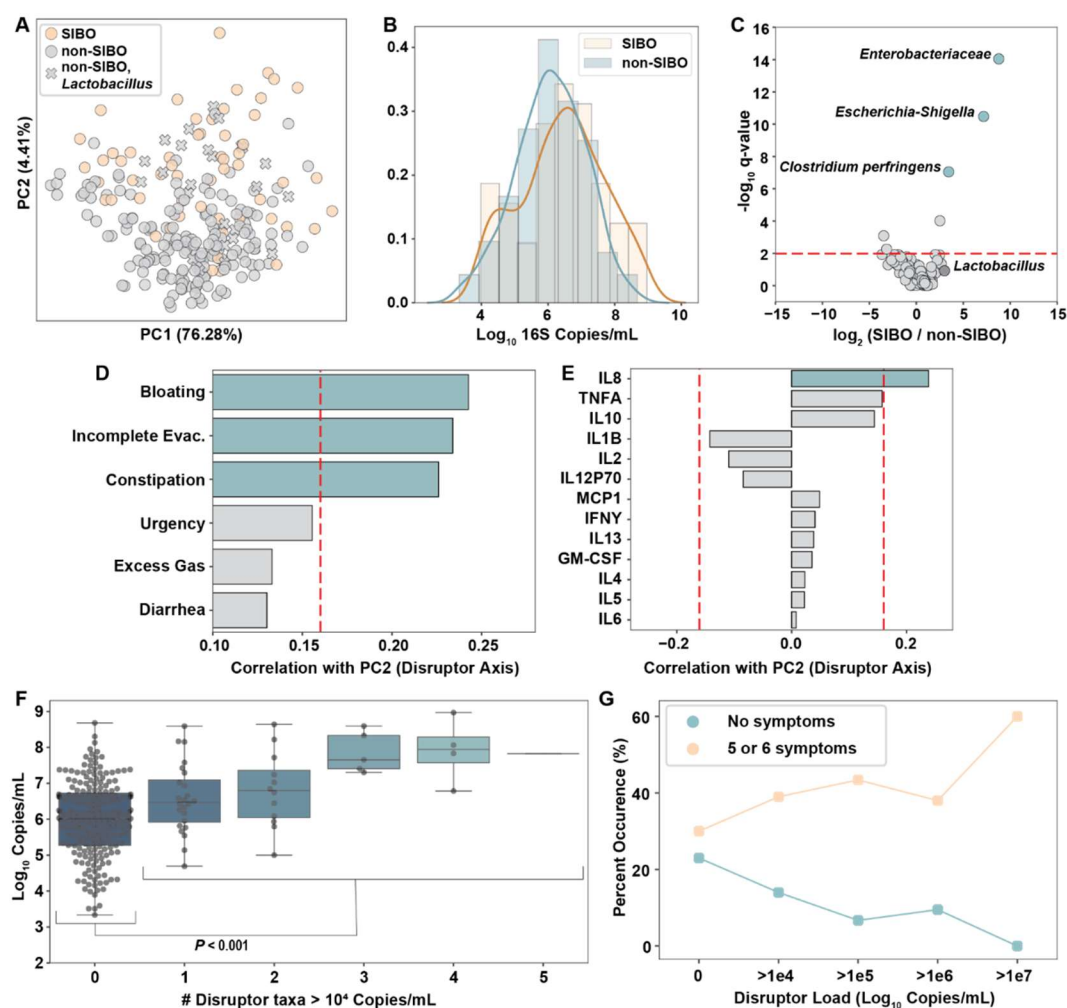 A
SIBO
non-SIBO
non-SIBO,
Lactobacillus
PC2 (4.41%)
PC1 (76.28%)
B
SIBO
non-SIBO
0.4
0.3
0.2
0.1
0.0
4 6 8 10
Log10 16S Copies/mL
C
-log10 q-value
16
14
12
10
8
6
4
2
0
Enterobacteriaceae
Escherichia-Shigella
Clostridium perfringens
Lactobacillus
−15 −10 −5 0 5 10 15
log2 (SIBO / non-SIBO)
D
Bloating
Incomplete Evac.
Constipation
Urgency
Excess Gas
Diarrhea
0.10 0.15 0.20 0.25
Correlation with PC2 (Disruptor Axis)
E
IL8
TNFA
IL10
IL1B
IL2
IL12P70
MCP1
IFNY
IL13
GM-CSF
IL4
IL5
IL6
−0.2 0.0 0.2
Correlation with PC2 (Disruptor Axis)
F
Log10 Copies/mL
9
8
7
6
5
4
3
2
P < 0.001
0 1 2 3 4 5
# Disruptor taxa > 10⁴ Copies/mL
G
No symptoms
5 or 6 symptoms
Percent Occurence (%)
60
40
20
0
0 >1e4 >1e5 >1e6 >1e7
Disruptor Load (Log10 Copies/mL)